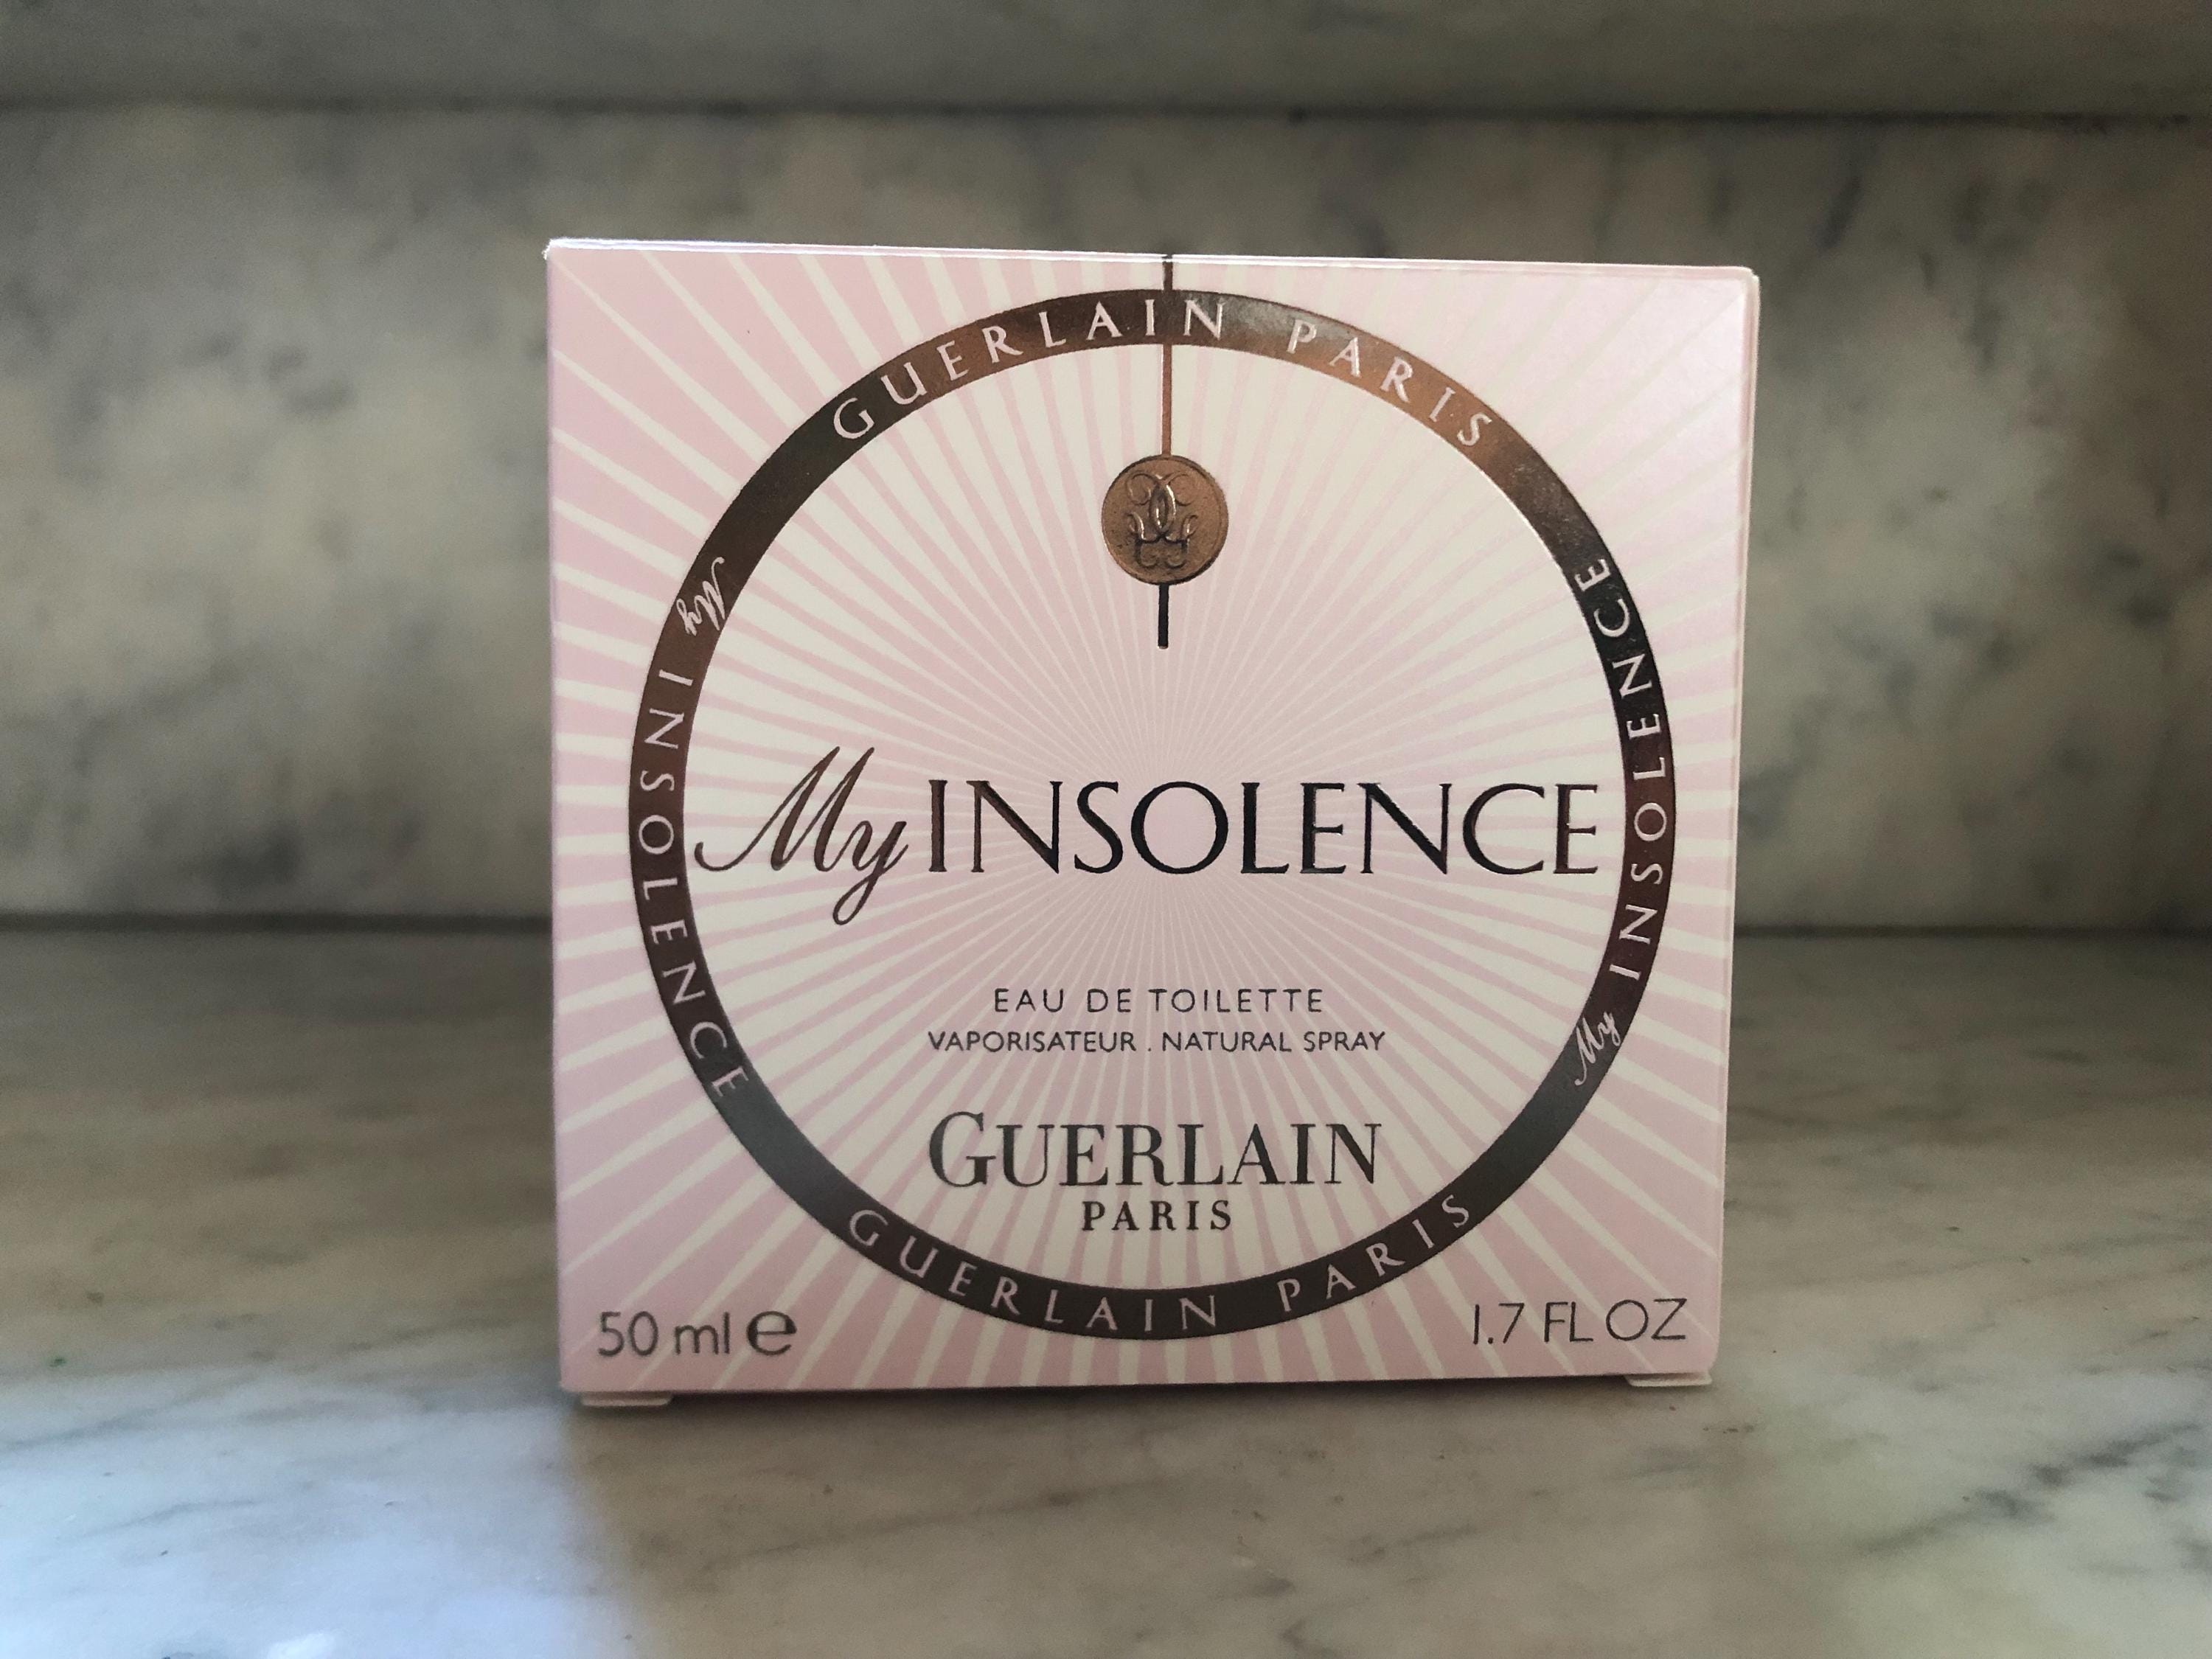 GUERLAIN PARIS
My INSOLENCE
My INSOLENCE
My INSOLENCE
EAU DE TOILETTE
VAPORISATEUR . NATURAL SPRAY
GUERLAIN
PARIS
GUERLAIN PARIS
50 ml e
1.7 FL OZ